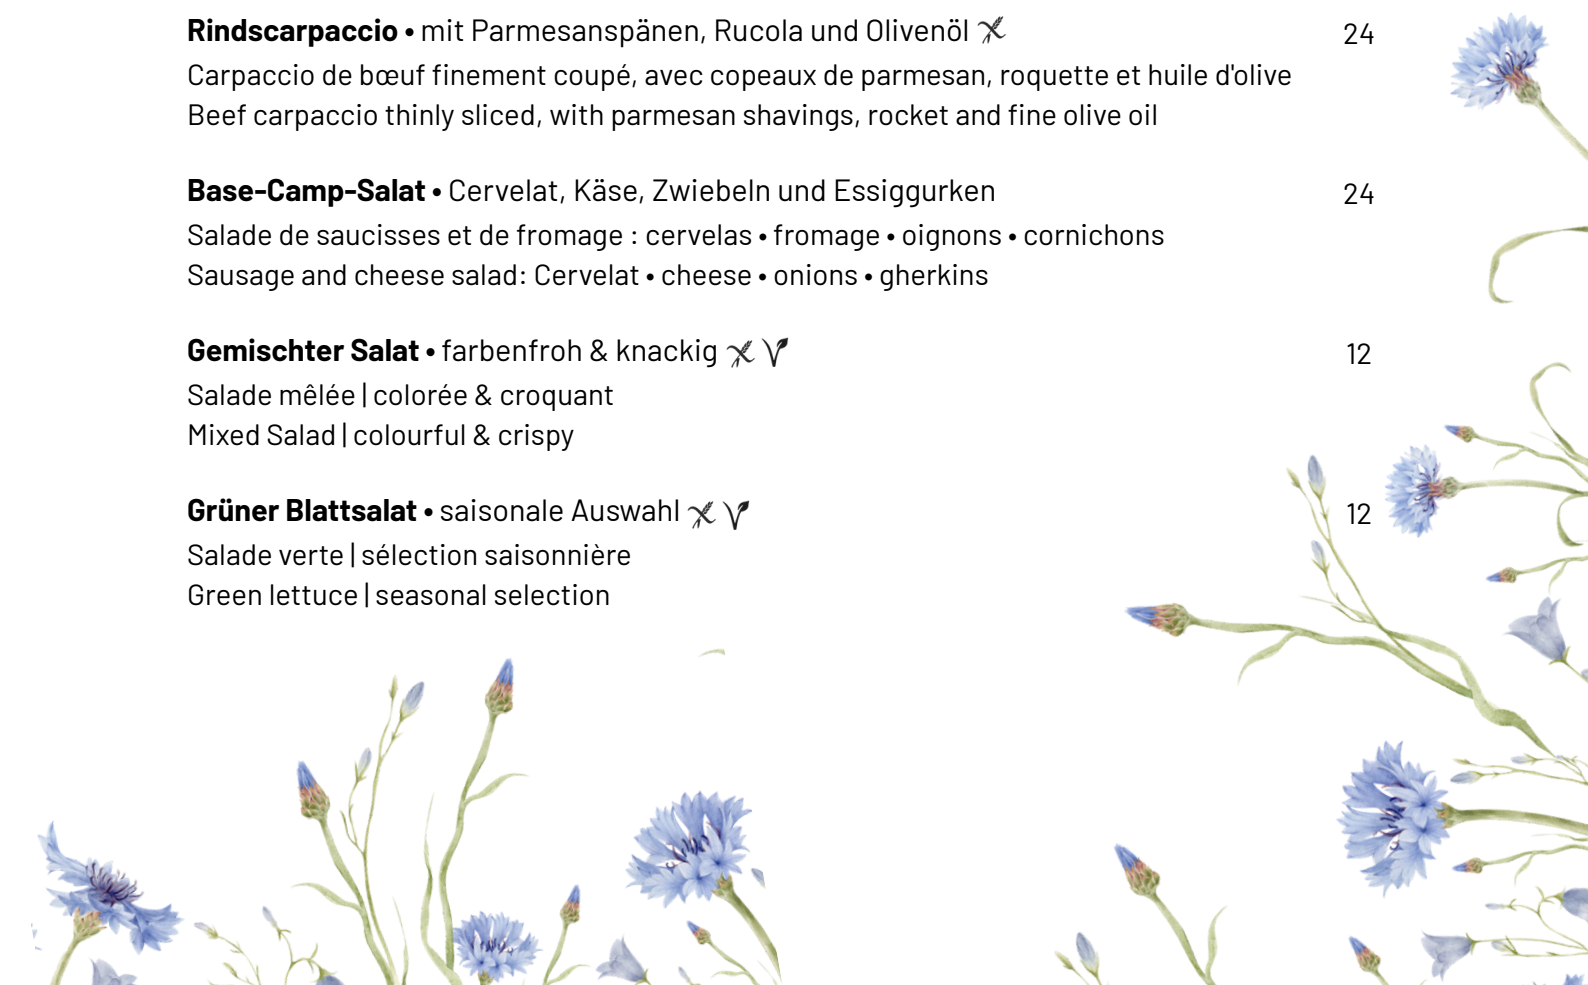 Rindscarpaccio • mit Parmesanspänen, Rucola und Olivenöl 24
Carpaccio de bœuf finement coupé, avec copeaux de parmesan, roquette et huile d'olive
Beef carpaccio thinly sliced, with parmesan shavings, rocket and fine olive oil
Base-Camp-Salat • Cervelat, Käse, Zwiebeln und Essiggurken 24
Salade de saucisses et de fromage : cervelas • fromage • oignons • cornichons
Sausage and cheese salad: Cervelat • cheese • onions • gherkins
Gemischter Salat • farbenfroh & knackig 12
Salade mêlée | colorée & croquant
Mixed Salad | colourful & crispy
Grüner Blattsalat • saisonale Auswahl 12
Salade verte | sélection saisonnière
Green lettuce | seasonal selection